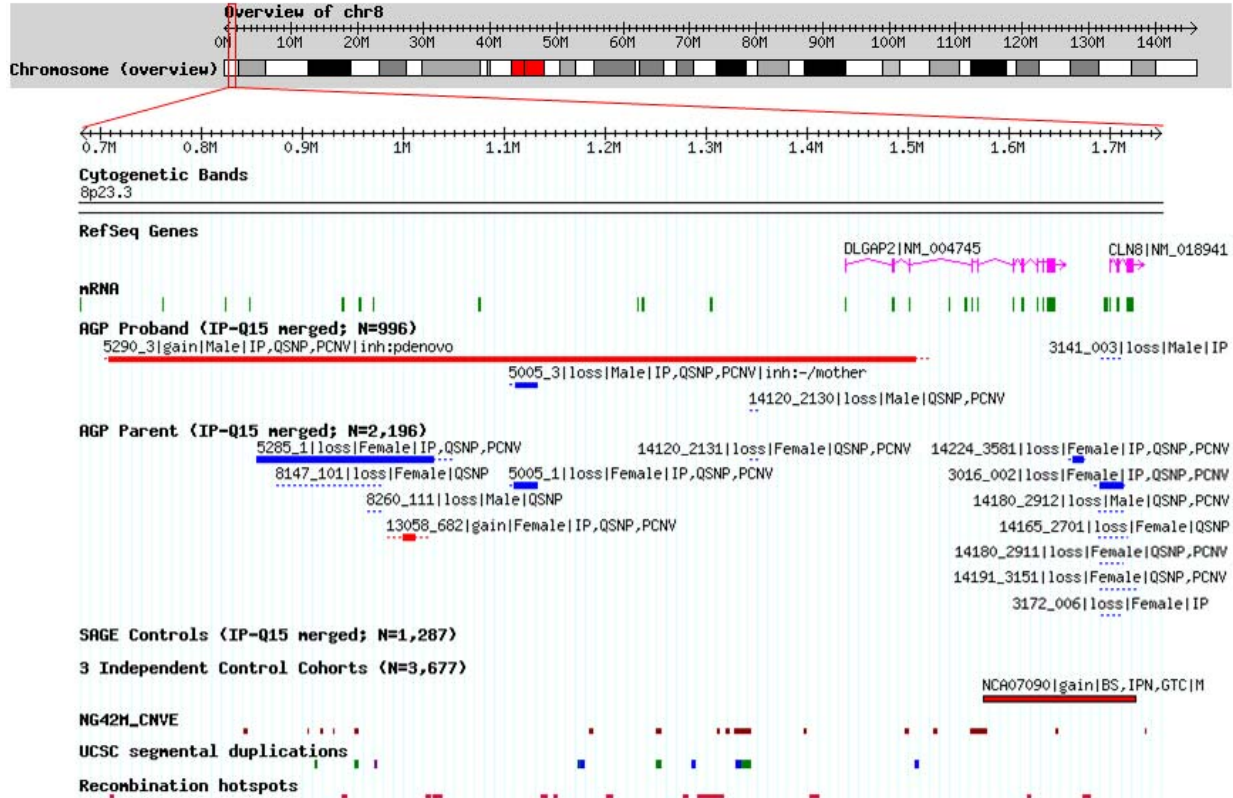 Overview of chr8
0M 10M 20M 30M 40M 50M 60M 70M 80M 90M 100M 110M 120M 130M 140M
Chromosome (overview)
0.7M 0.8M 0.9M 1M 1.1M 1.2M 1.3M 1.4M 1.5M 1.6M 1.7M
Cytogenetic Bands
8p23.3
RefSeq Genes
DLGAP2|NM_004745 CLN8|NM_018941
mRNA
AGP Proband (IP-Q15 merged; N=996)
5290_3|gain|Male|IP,QSNP,PCNV|inh:pdenovo 3141_003|loss|Male|IP
5005_3|loss|Male|IP,QSNP,PCNV|inh:-/mother
14120_2130|loss|Male|QSNP,PCNV
AGP Parent (IP-Q15 merged; N=2,196)
5285_1|loss|Female|IP,QSNP,PCNV 14120_2131|loss|Female|QSNP,PCNV 14224_3581|loss|Female|IP,QSNP,PCNV
8147_101|loss|Female|QSNP 5005_1|loss|Female|IP,QSNP,PCNV 3016_002|loss|Female|IP,QSNP,PCNV
8260_111|loss|Male|QSNP 14180_2912|loss|Male|QSNP,PCNV
13058_682|gain|Female|IP,QSNP,PCNV 14165_2701|loss|Female|QSNP
14180_2911|loss|Female|QSNP,PCNV
14191_3151|loss|Female|QSNP,PCNV
3172_006|loss|Female|IP
SAGE Controls (IP-Q15 merged; N=1,287)
3 Independent Control Cohorts (N=3,677)
NCA07090|gain|BS,IPN,GTC|M
NG42M_CNVE
UCSC segmental duplications
Recombination hotspots